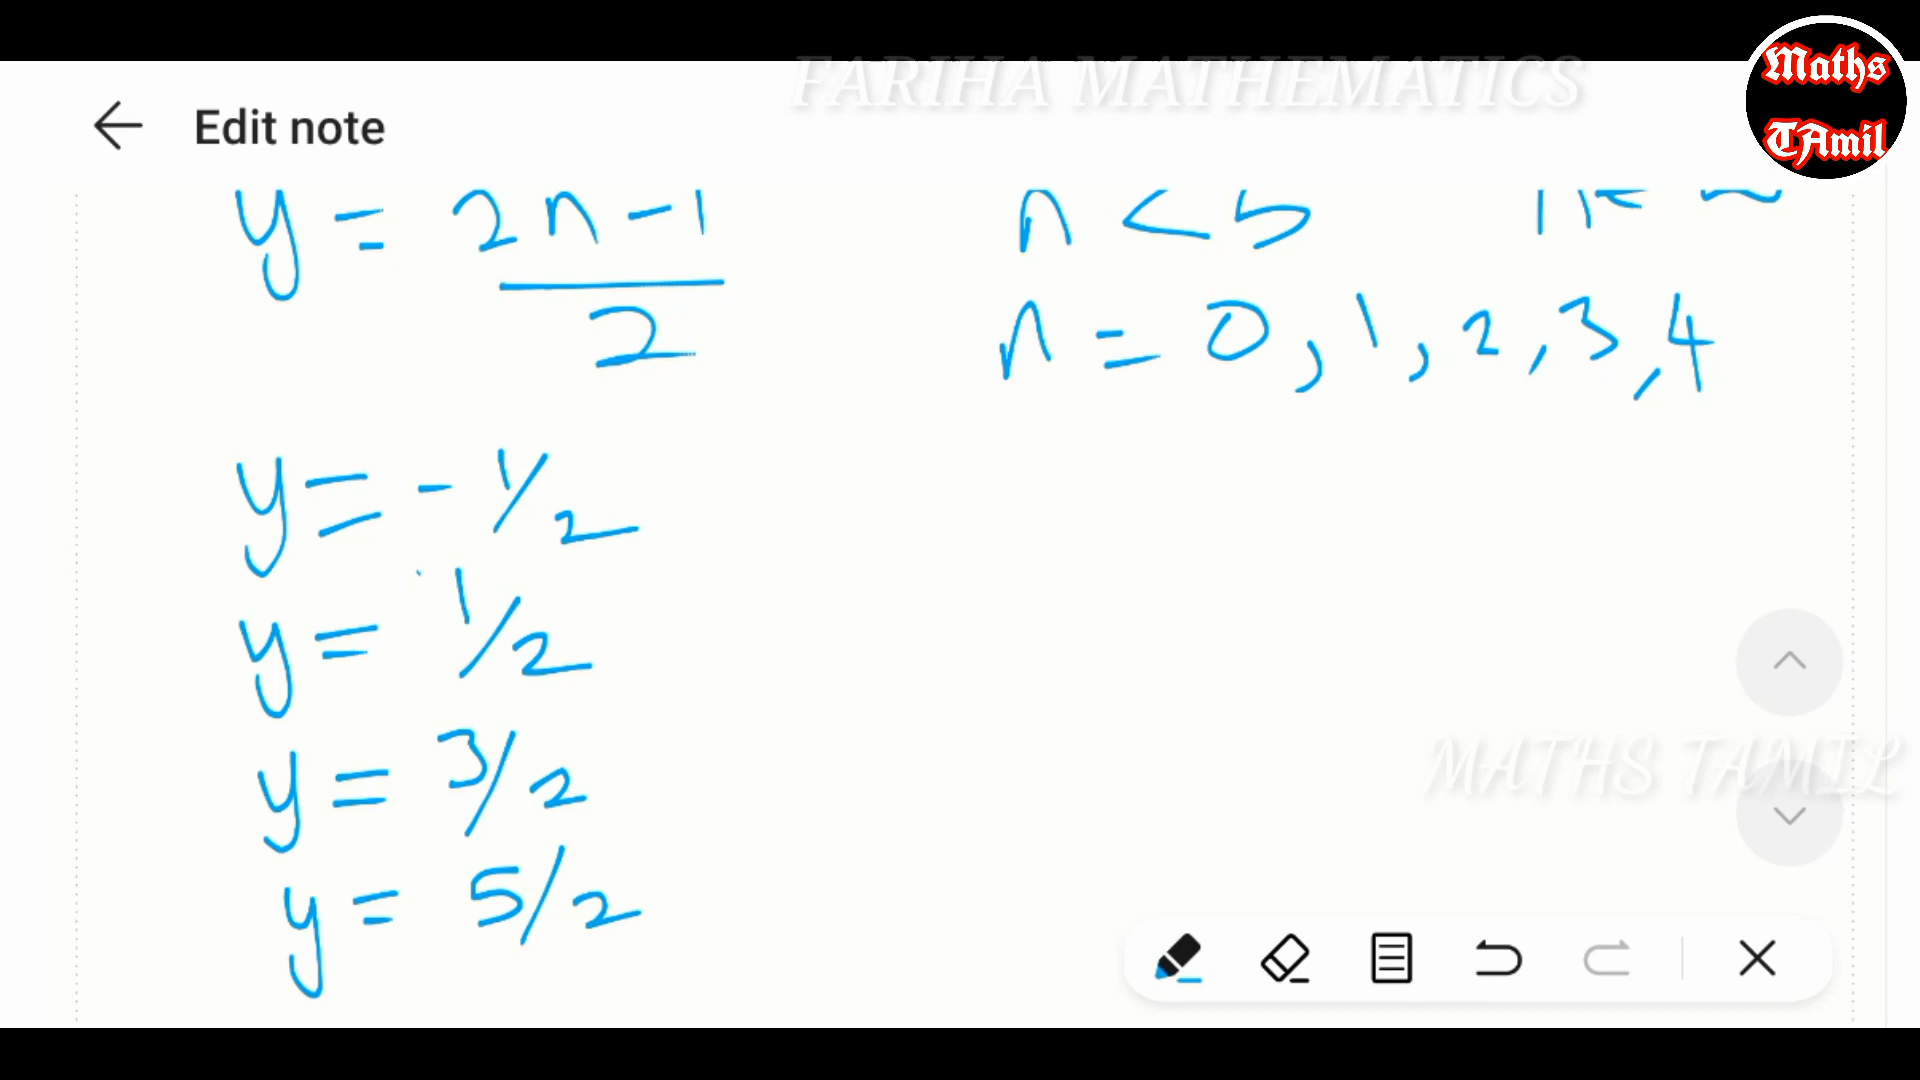 FARIHA MATHEMATICS
Maths
TAmil
Edit note
y = 2n-1
2
n < 5
n = 0, 1, 2, 3, 4
y = - 1/2
y = 1/2
y = 3/2
MATHS TAMIL
y = 5/2